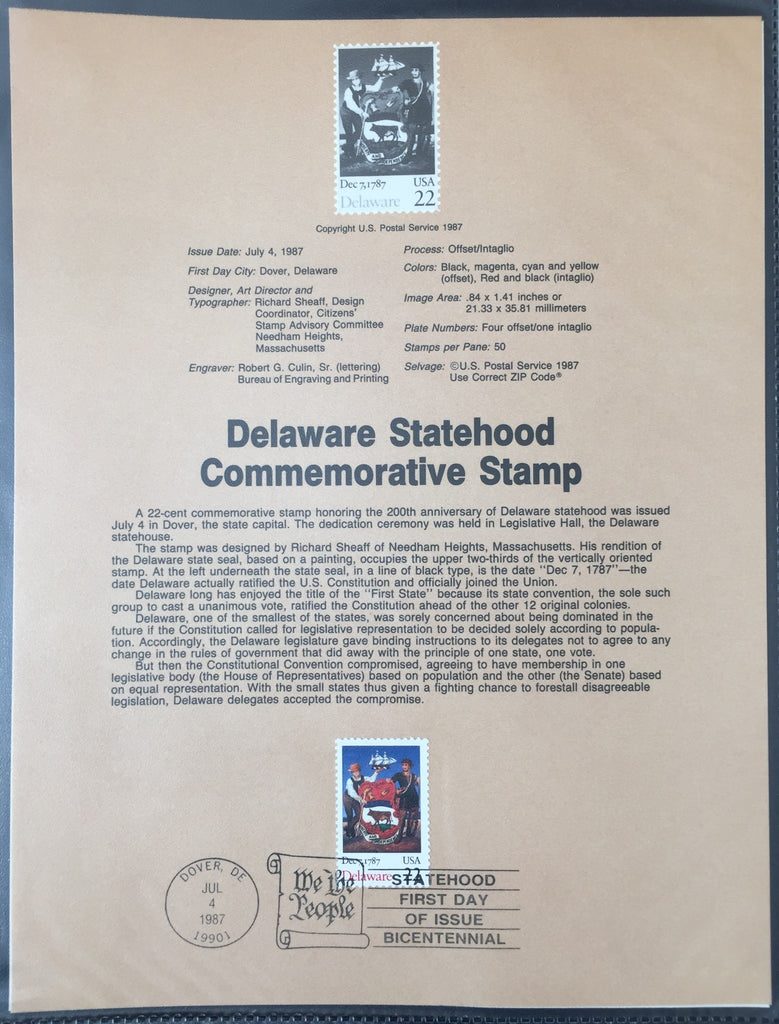 Dec 7, 1787 USA
Delaware 22
Copyright U.S. Postal Service 1987
Issue Date: July 4, 1987
First Day City: Dover, Delaware
Designer, Art Director and
Typographer: Richard Sheaff, Design
Coordinator, Citizens'
Stamp Advisory Committee
Needham Heights,
Massachusetts
Engraver: Robert G. Culin, Sr. (lettering)
Bureau of Engraving and Printing
Process: Offset/Intaglio
Colors: Black, magenta, cyan and yellow
(offset), Red and black (intaglio)
Image Area: .84 x 1.41 inches or
21.33 x 35.81 millimeters
Plate Numbers: Four offset/one intaglio
Stamps per Pane: 50
Selvage: ©U.S. Postal Service 1987
Use Correct ZIP Code®
Delaware Statehood
Commemorative Stamp
A 22-cent commemorative stamp honoring the 200th anniversary of Delaware statehood was issued
July 4 in Dover, the state capital. The dedication ceremony was held in Legislative Hall, the Delaware
statehouse.
The stamp was designed by Richard Sheaff of Needham Heights, Massachusetts. His rendition of
the Delaware state seal, based on a painting, occupies the upper two-thirds of the vertically oriented
stamp. At the left underneath the state seal, in a line of black type, is the date "Dec 7, 1787"—the
date Delaware actually ratified the U.S. Constitution and officially joined the Union.
Delaware long has enjoyed the title of the "First State" because its state convention, the sole such
group to cast a unanimous vote, ratified the Constitution ahead of the other 12 original colonies.
Delaware, one of the smallest of the states, was sorely concerned about being dominated in the
future if the Constitution called for legislative representation to be decided solely according to popula-
tion. Accordingly, the Delaware legislature gave binding instructions to its delegates not to agree to any
change in the rules of government that did away with the principle of one state, one vote.
But then the Constitutional Convention compromised, agreeing to have membership in one
legislative body (the House of Representatives) based on population and the other (the Senate) based
on equal representation. With the small states thus given a fighting chance to forestall disagreeable
legislation, Delaware delegates accepted the compromise.
Dec 7, 1787 USA
Delaware 22
DOVER, DE
JUL
4
1987
19901
We the
People
STATEHOOD
FIRST DAY
OF ISSUE
BICENTENNIAL